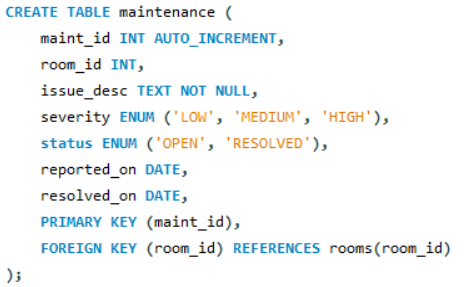 CREATE TABLE maintenance (
    maint_id INT AUTO_INCREMENT,
    room_id INT,
    issue_desc TEXT NOT NULL,
    severity ENUM ('LOW', 'MEDIUM', 'HIGH'),
    status ENUM ('OPEN', 'RESOLVED'),
    reported_on DATE,
    resolved_on DATE,
    PRIMARY KEY (maint_id),
    FOREIGN KEY (room_id) REFERENCES rooms(room_id)
);